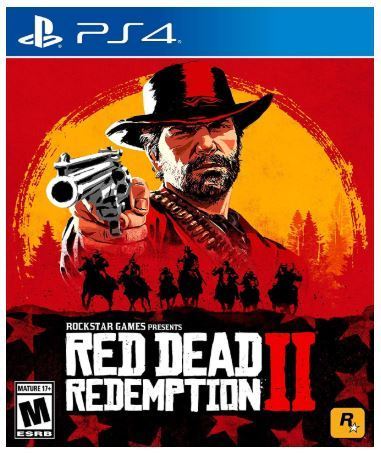 PS4
ROCKSTAR GAMES PRESENTS
RED DEAD
REDEMPTION II
MATURE 17+
M
ESRB
R